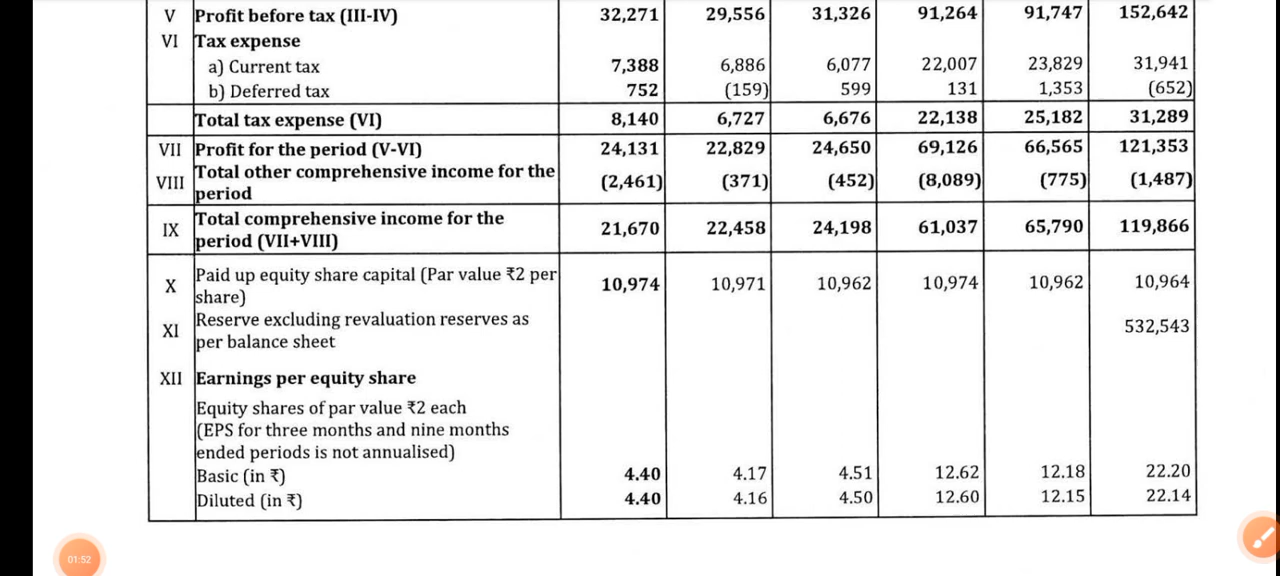 V Profit before tax (III-IV) 32,271 29,556 31,326 91,264 91,747 152,642
VI Tax expense
a) Current tax 7,388 6,886 6,077 22,007 23,829 31,941
b) Deferred tax 752 (159) 599 131 1,353 (652)
Total tax expense (VI) 8,140 6,727 6,676 22,138 25,182 31,289
VII Profit for the period (V-VI) 24,131 22,829 24,650 69,126 66,565 121,353
VIII Total other comprehensive income for the
period (2,461) (371) (452) (8,089) (775) (1,487)
IX Total comprehensive income for the
period (VII+VIII) 21,670 22,458 24,198 61,037 65,790 119,866
X Paid up equity share capital (Par value ₹2 per
share) 10,974 10,971 10,962 10,974 10,962 10,964
XI Reserve excluding revaluation reserves as
per balance sheet 532,543
XII Earnings per equity share
Equity shares of par value ₹2 each
(EPS for three months and nine months
ended periods is not annualised)
Basic (in ₹) 4.40 4.17 4.51 12.62 12.18 22.20
Diluted (in ₹) 4.40 4.16 4.50 12.60 12.15 22.14
01:52